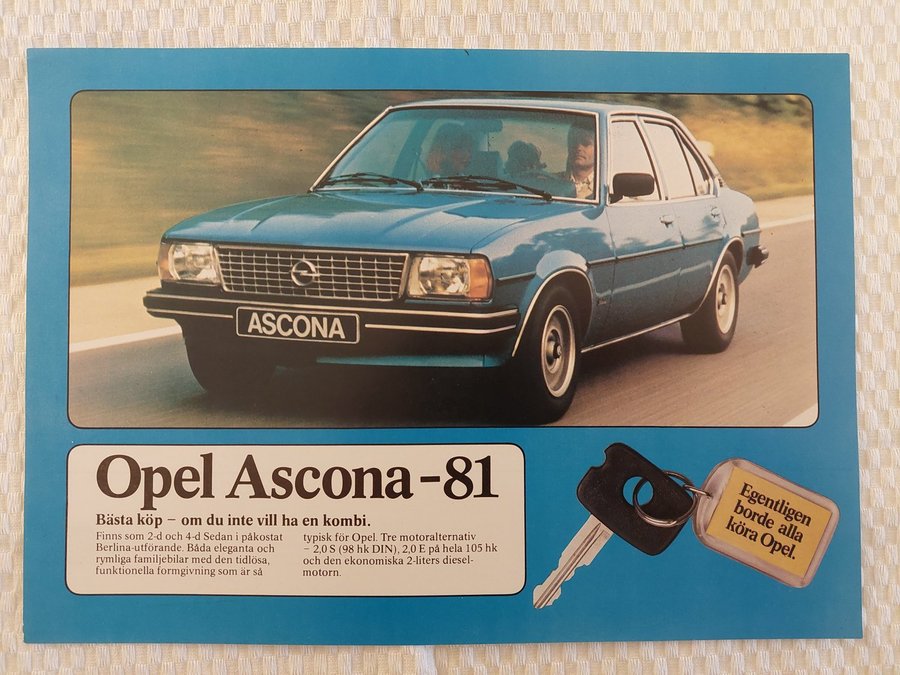 ASCONA
Opel Ascona-81
Bästa köp – om du inte vill ha en kombi.
Finns som 2-d och 4-d Sedan i påkostat
Berlina-utförande. Båda eleganta och
rymliga familjebilar med den tidlösa,
funktionella formgivning som är så
typisk för Opel. Tre motoralternativ
– 2,0 S (98 hk DIN), 2,0 E på hela 105 hk
och den ekonomiska 2-liters diesel-
motorn.
Egentligen
borde alla
köra Opel.